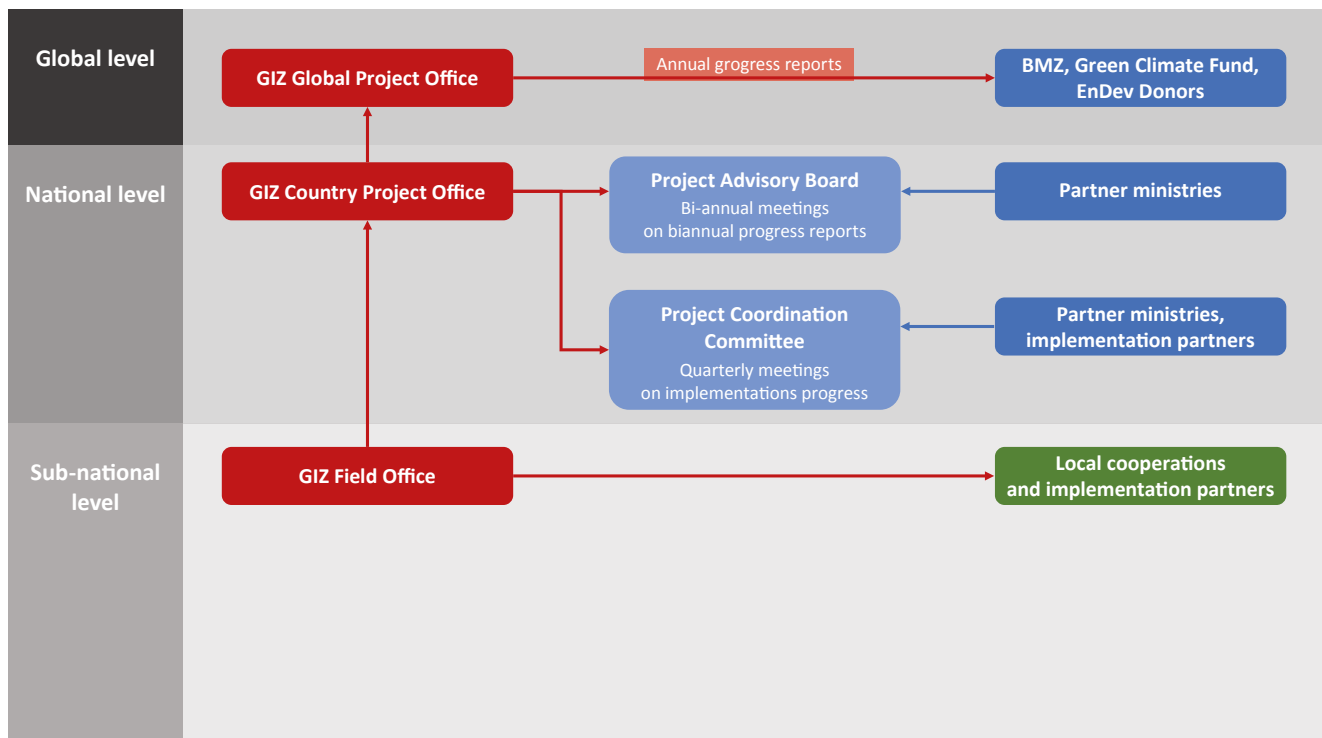 Global level
GIZ Global Project Office
Annual grogress reports
BMZ, Green Climate Fund,
EnDev Donors
National level
GIZ Country Project Office
Project Advisory Board
Bi-annual meetings
on biannual progress reports
Partner ministries
Project Coordination
Committee
Quarterly meetings
on implementations progress
Partner ministries,
implementation partners
Sub-national
level
GIZ Field Office
Local cooperations
and implementation partners